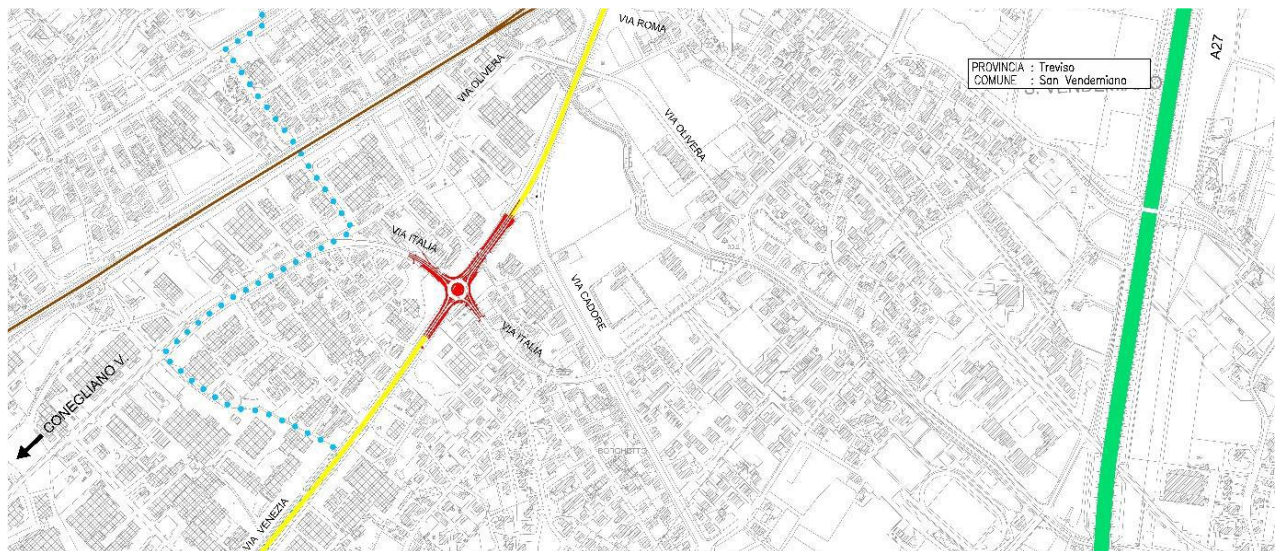 VIA ROMA
A27
PROVINCIA : Treviso
COMUNE : San Vendemiano
VIA OLIVERA
VIA OLIVERA
VIA ITALIA
VIA CADORE
VIA ITALIA
CONEGLIANO V.
VIA VENEZIA